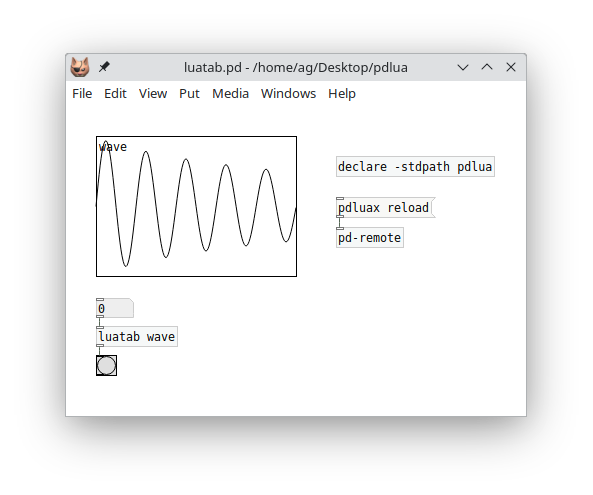 luatab.pd - /home/ag/Desktop/pdlua
File Edit View Put Media Windows Help
wave
declare -stdpath pdlua
pdluax reload
pd-remote
0
luatab wave